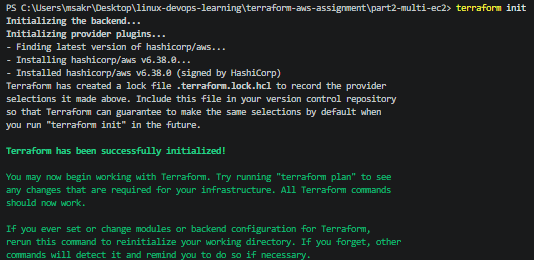 PS C:\Users\msakr\Desktop\linux-devops-learning\terraform-aws-assignment\part2-multi-ec2> terraform init
Initializing the backend...
Initializing provider plugins...
- Finding latest version of hashicorp/aws...
- Installing hashicorp/aws v6.38.0...
- Installed hashicorp/aws v6.38.0 (signed by HashiCorp)
Terraform has created a lock file .terraform.lock.hcl to record the provider
selections it made above. Include this file in your version control repository
so that Terraform can guarantee to make the same selections by default when
you run "terraform init" in the future.
Terraform has been successfully initialized!
You may now begin working with Terraform. Try running "terraform plan" to see
any changes that are required for your infrastructure. All Terraform commands
should now work.
If you ever set or change modules or backend configuration for Terraform,
rerun this command to reinitialize your working directory. If you forget, other
commands will detect it and remind you to do so if necessary.